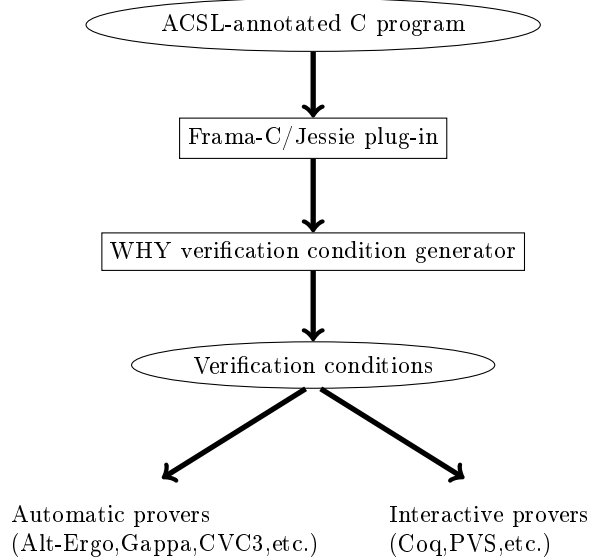 ACSL-annotated C program
Frama-C/Jessie plug-in
WHY verification condition generator
Verification conditions
Automatic provers
(Alt-Ergo,Gappa,CVC3,etc.)
Interactive provers
(Coq,PVS,etc.)